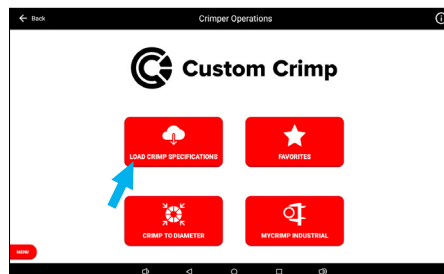 Back
Crimper Operations
Custom Crimp
LOAD CRIMP SPECIFICATIONS
FAVORITES
CRIMP TO DIAMETER
MYCRIMP INDUSTRIAL
MENU